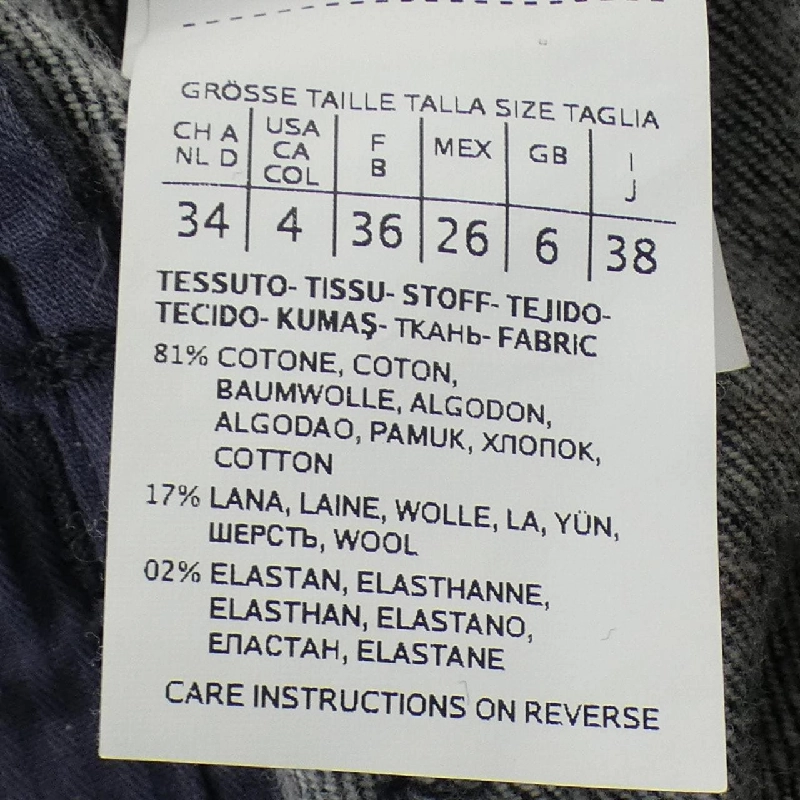 GRÖSSE TAILLE TALLA SIZE TAGLIA
CH A NL D USA CA COL F B MEX GB I J
34 4 36 26 6 38
TESSUTO- TISSU- STOFF- TEJIDO-
TECIDO- KUMAŞ- ТКАНЬ- FABRIC
81% COTONE, COTON,
BAUMWOLLE, ALGODON,
ALGODAO, PAMUK, ХЛОПОК,
COTTON
17% LANA, LAINE, WOLLE, LA, YÜN,
ШЕРСТЬ, WOOL
02% ELASTAN, ELASTHANNE,
ELASTHAN, ELASTANO,
ЕЛАСТАН, ELASTANE
CARE INSTRUCTIONS ON REVERSE